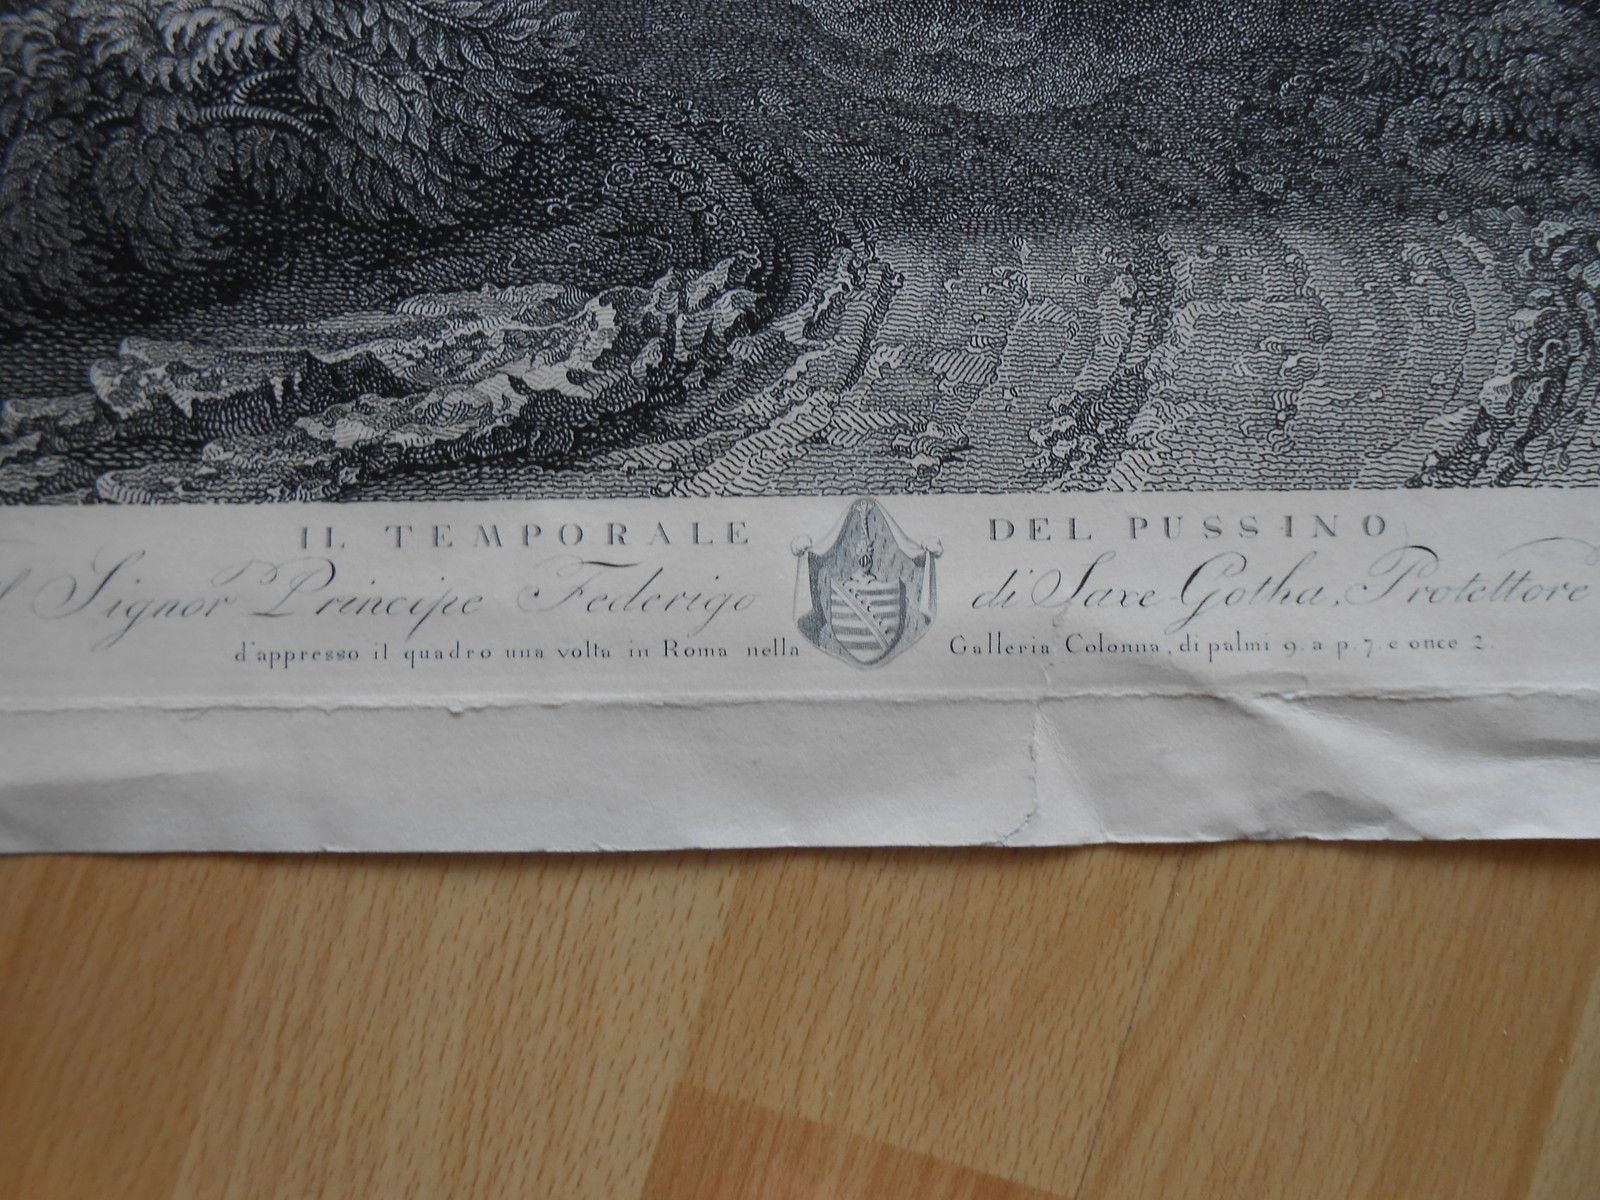 IL TEMPORALE DEL PUSSINO
Signor Principe Federigo di Saxe Gotha, Protettore
d'appresso il quadro una volta in Roma nella Galleria Colonna, di palmi 9. a p. 7. e once 2.